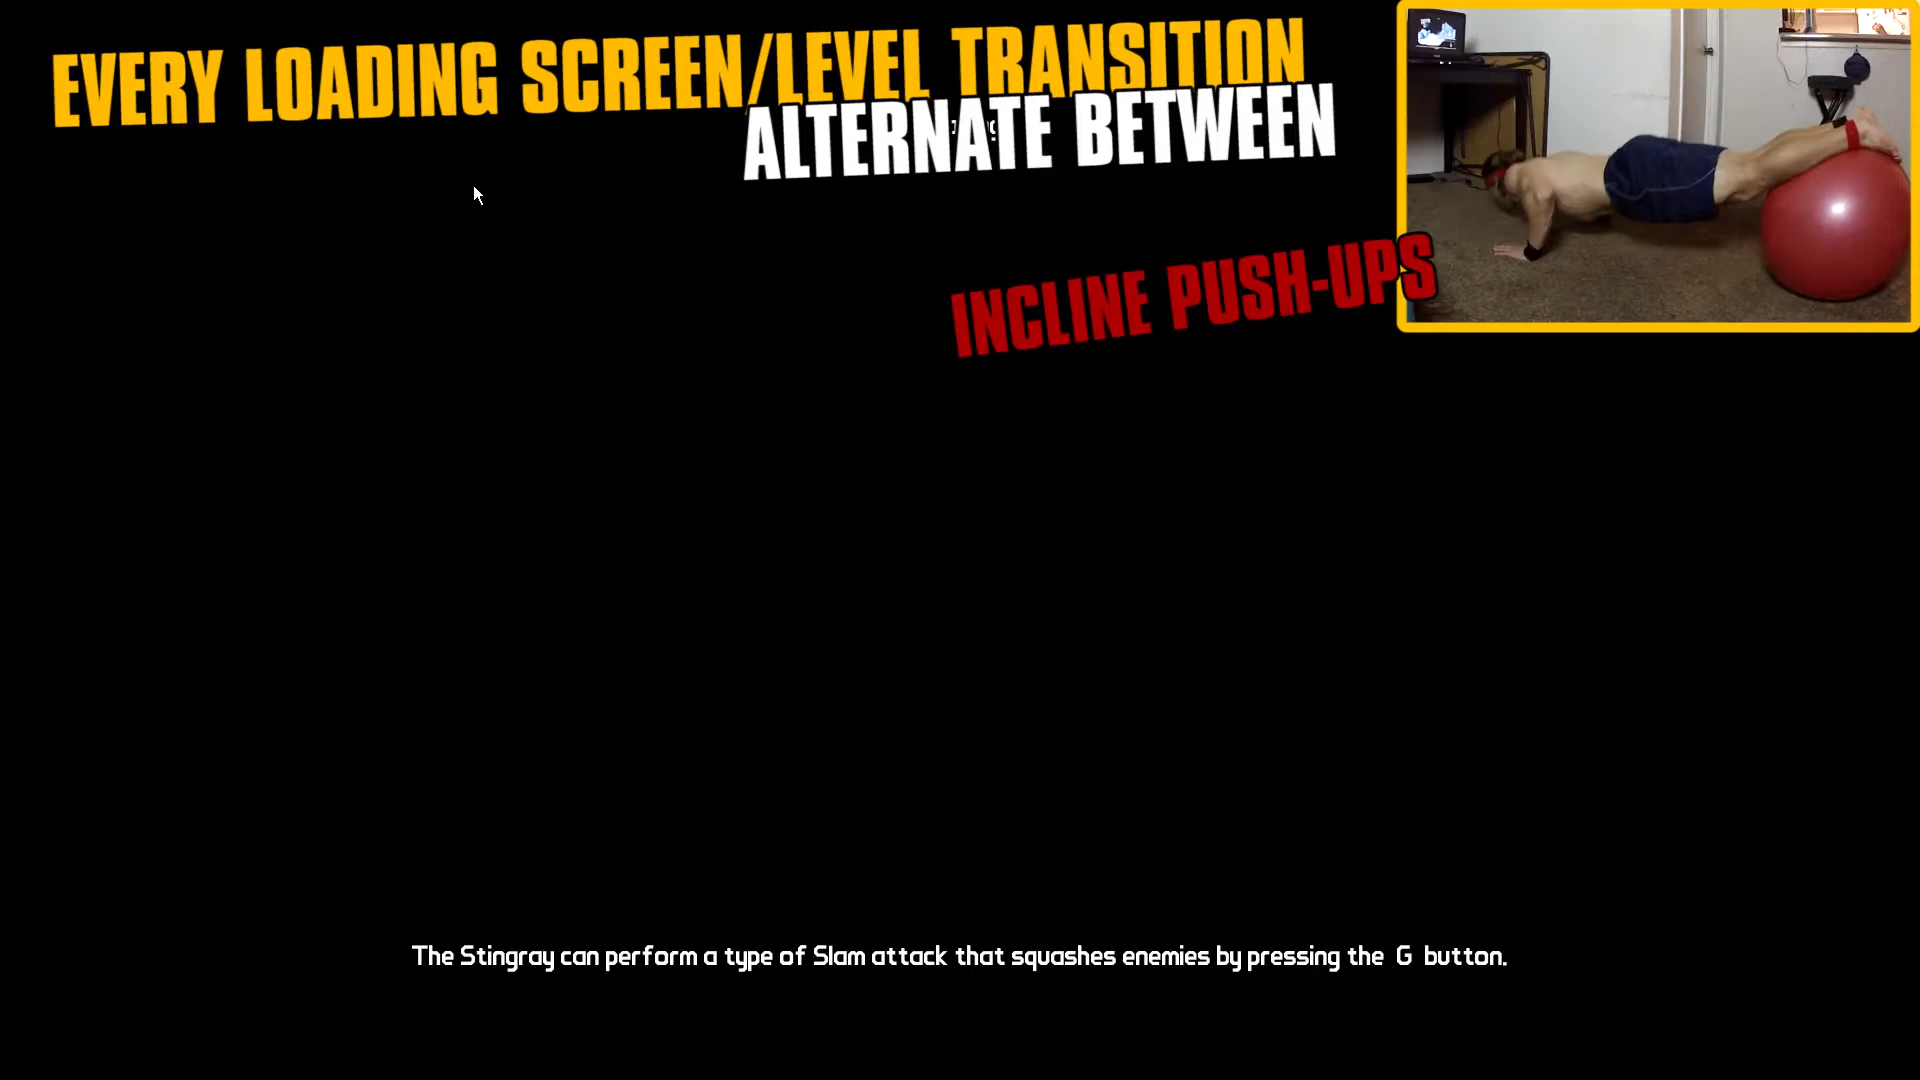 EVERY LOADING SCREEN/LEVEL TRANSITION
ALTERNATE BETWEEN
INCLINE PUSH-UPS
The Stingray can perform a type of Slam attack that squashes enemies by pressing the G button.